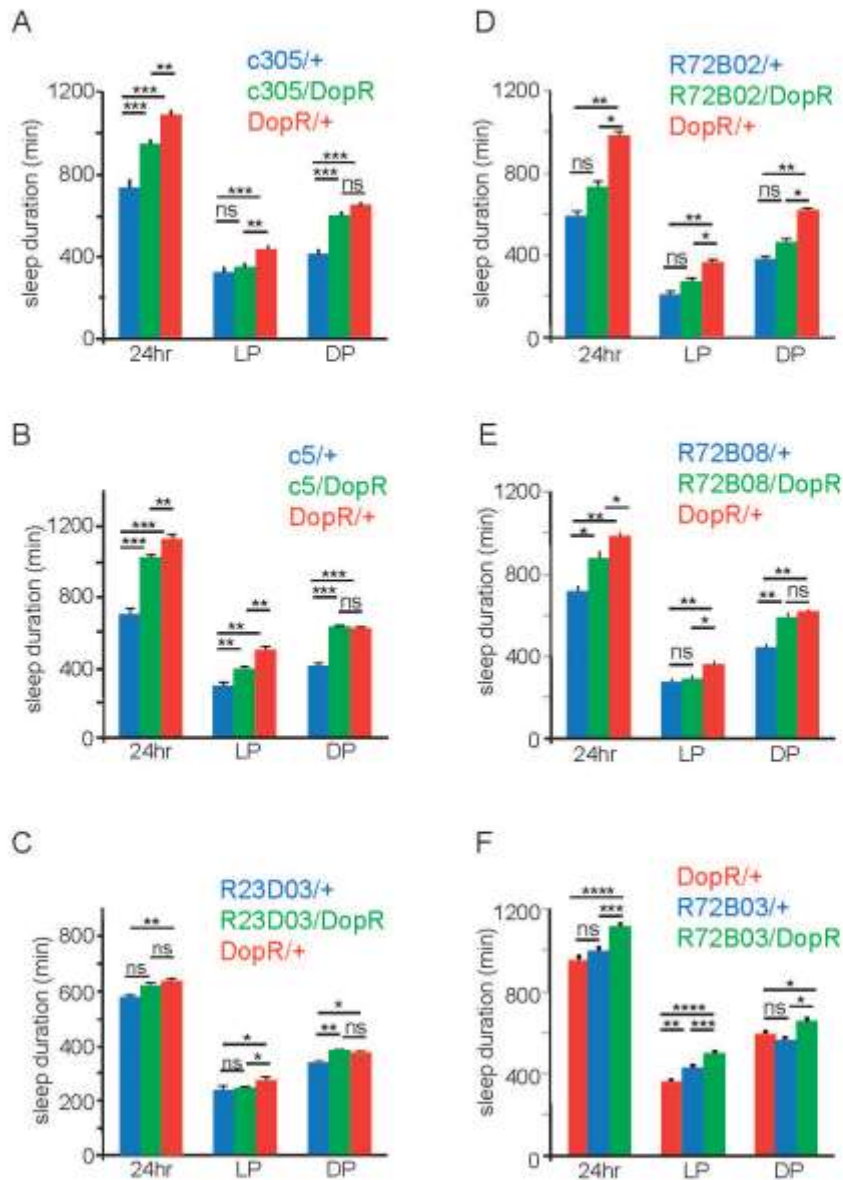 A
c305/+
c305/DopR
DopR/+
sleep duration (min)
1200
800
400
0
**
***
***
***
ns
**
***
***
ns
24hr LP DP
B
c5/+
c5/DopR
DopR/+
sleep duration (min)
1200
800
400
0
**
***
***
**
**
**
***
***
ns
24hr LP DP
C
R23D03/+
R23D03/DopR
DopR/+
sleep duration (min)
800
600
400
200
0
**
ns
ns
*
ns
*
*
**
ns
24hr LP DP
D
R72B02/+
R72B02/DopR
DopR/+
sleep duration (min)
1200
800
400
0
**
*
ns
**
*
ns
**
ns
*
24hr LP DP
E
R72B08/+
R72B08/DopR
DopR/+
sleep duration (min)
1200
800
400
0
*
**
*
**
*
ns
**
**
ns
24hr LP DP
F
DopR/+
R72B03/+
R72B03/DopR
sleep duration (min)
1200
800
400
0
****
***
ns
****
**
***
*
ns
*
24hr LP DP